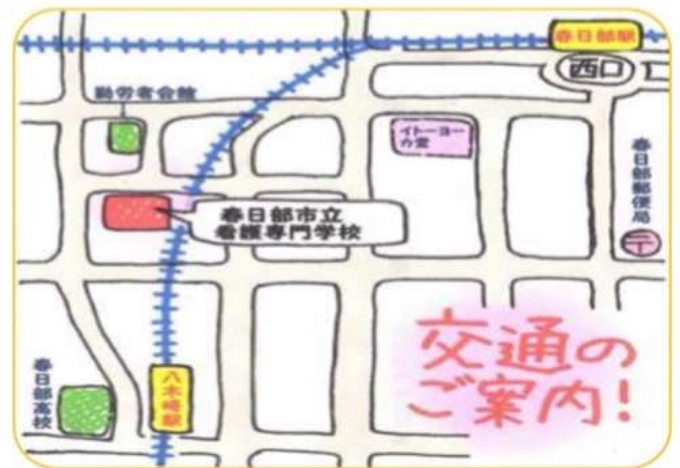 春日部駅
西口
勤労者会館
イトーヨー
カ堂
春日部郵便局
〒
春日部市立
看護専門学校
交通の
ご案内！
春日部高校
八木崎駅